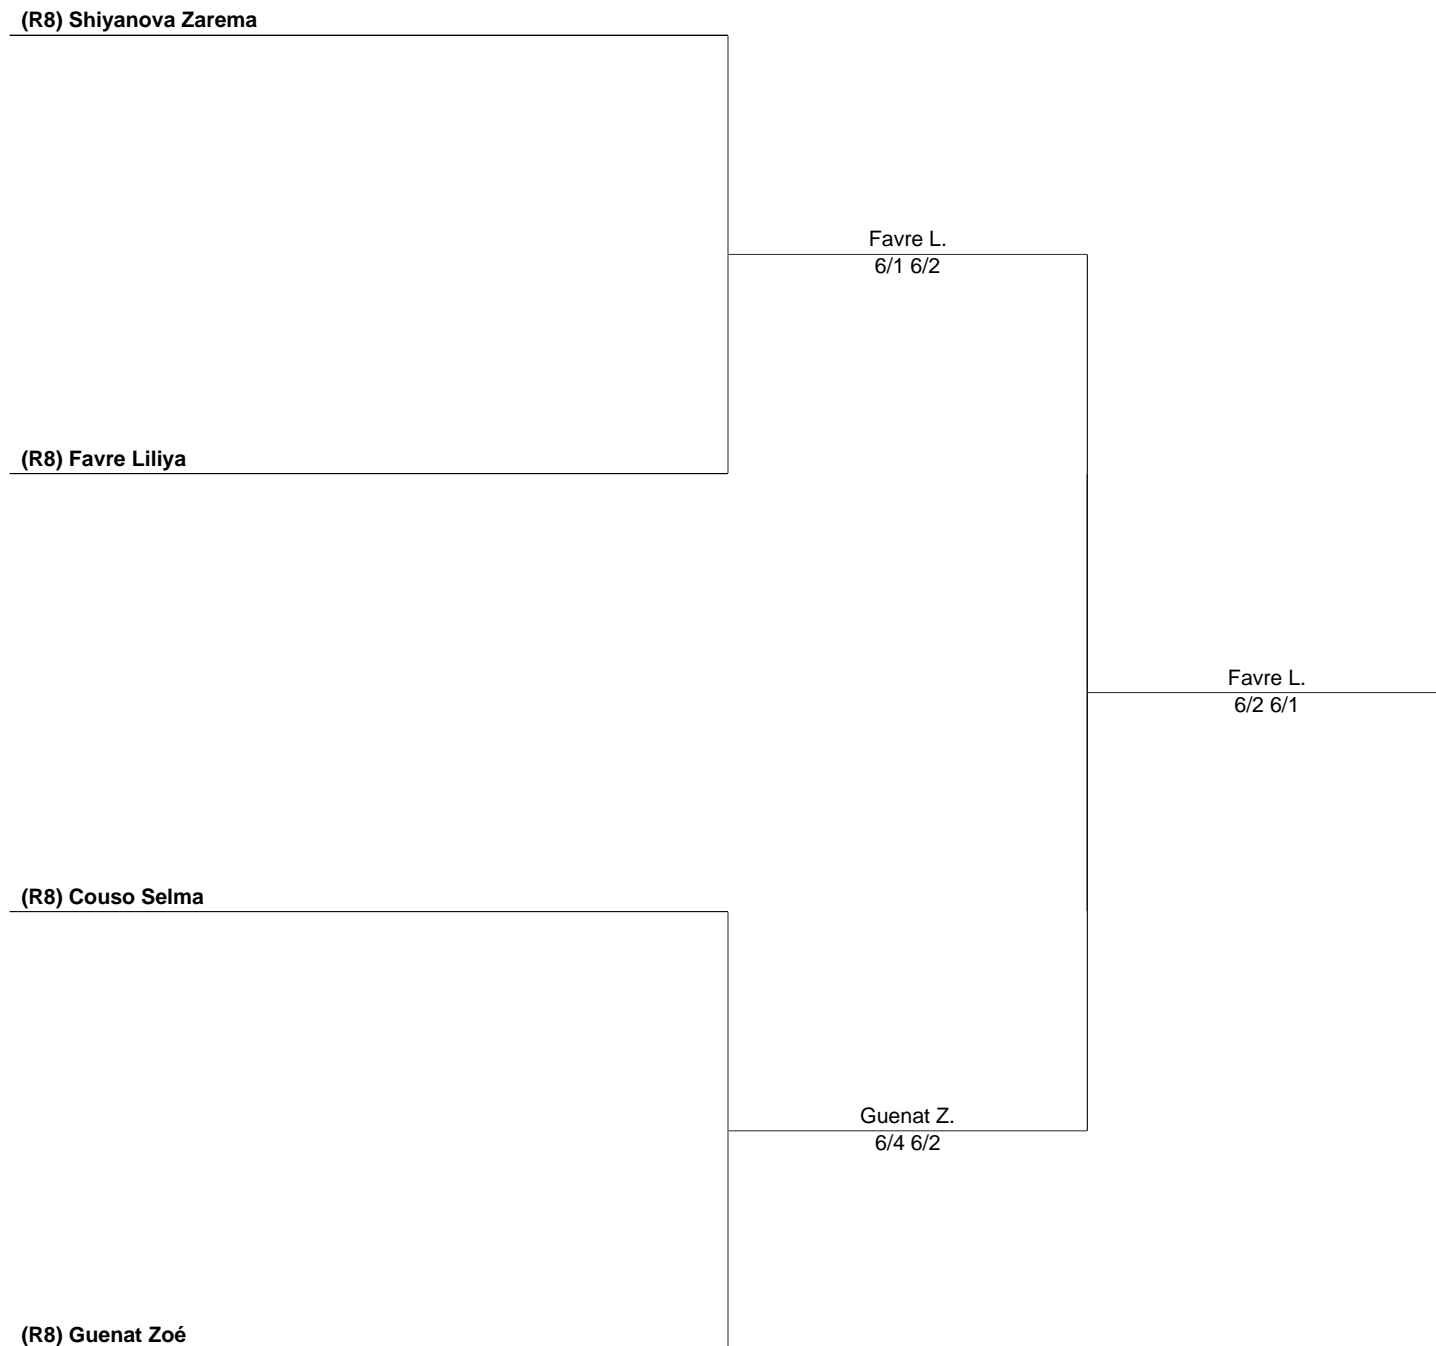 (R8) Shiyanova Zarema
Favre L.
6/1 6/2
(R8) Favre Liliya
Favre L.
6/2 6/1
(R8) Couso Selma
Guenat Z.
6/4 6/2
(R8) Guenat Zoé